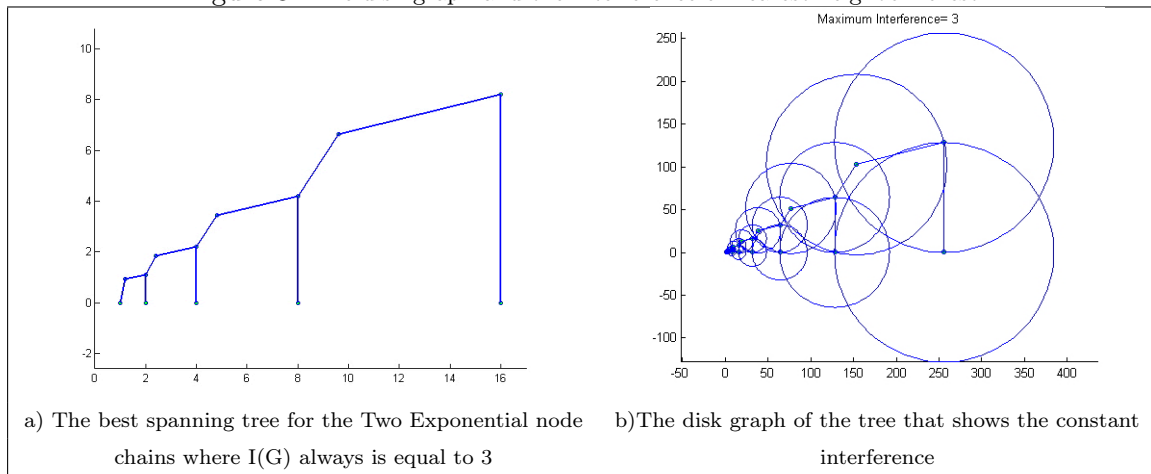 Maximum Interference= 3
10
8
6
4
2
0
-2
0 2 4 6 8 10 12 14 16
250
200
150
100
50
0
-50
-100
-50 0 50 100 150 200 250 300 350 400
a) The best spanning tree for the Two Exponential node
chains where I(G) always is equal to 3
b)The disk graph of the tree that shows the constant
interference